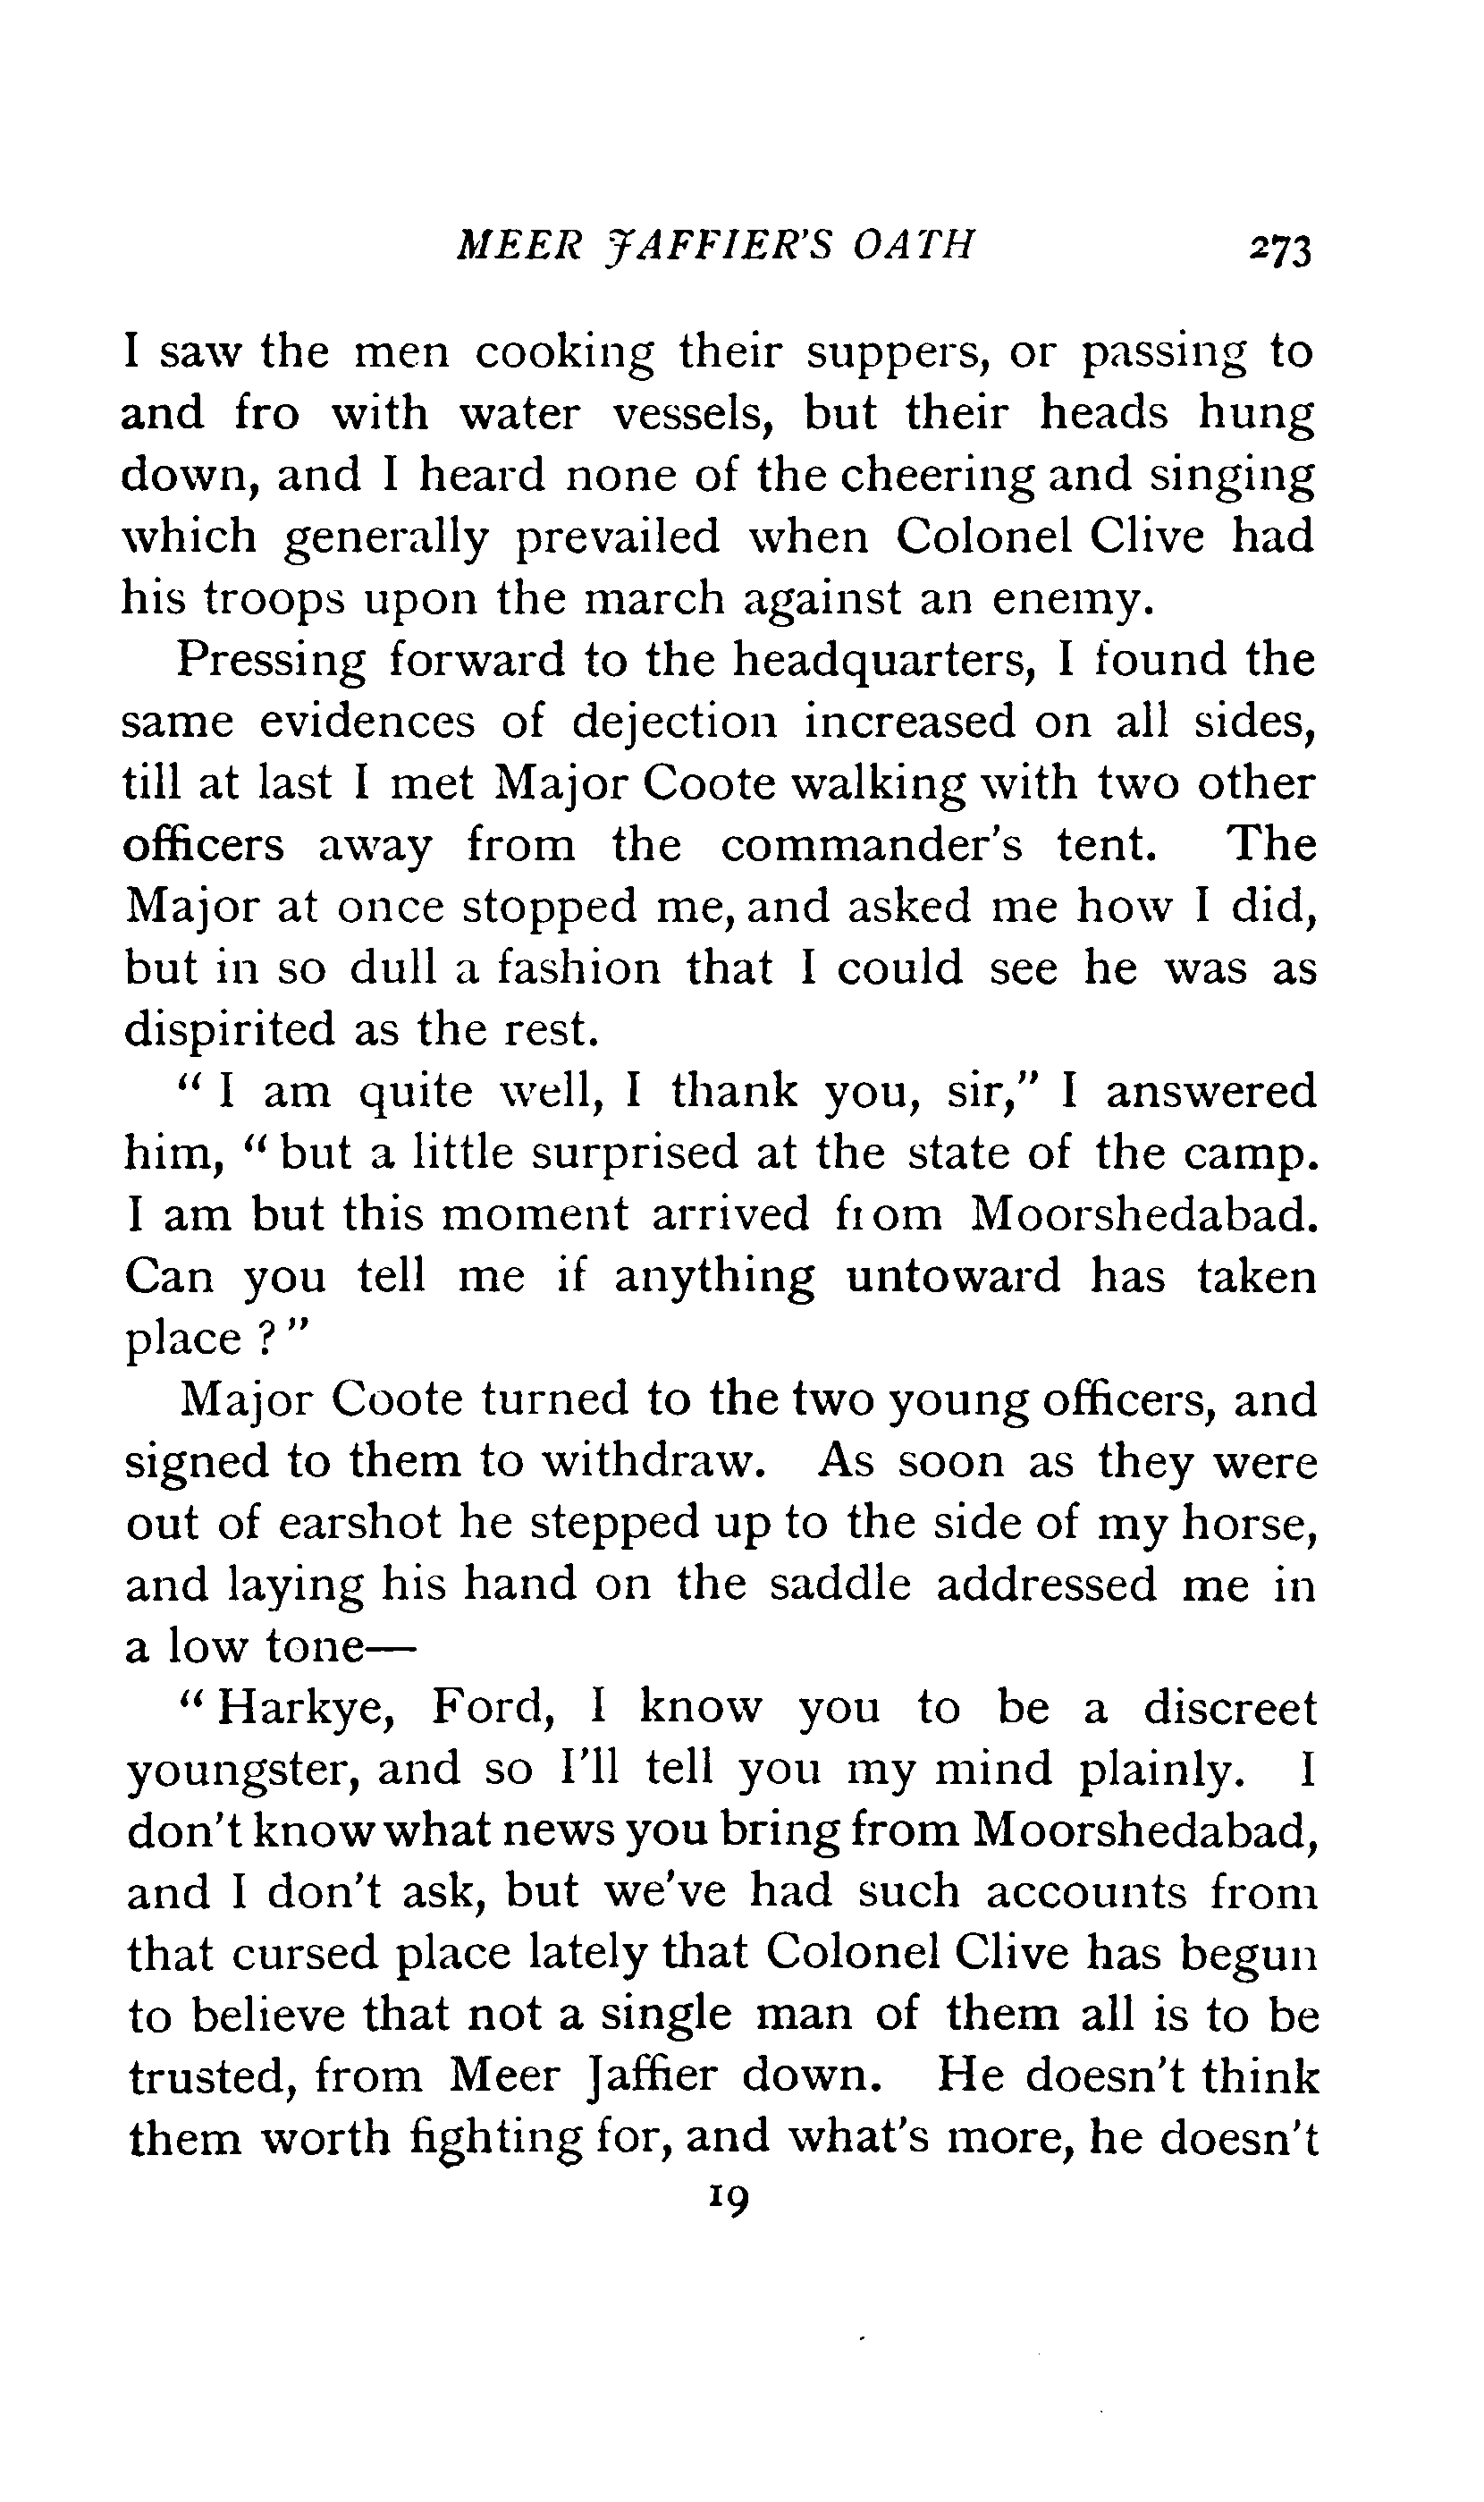 MEER JAFFIER'S OATH 273
I saw the men cooking their suppers, or passing to
and fro with water vessels, but their heads hung
down, and I heard none of the cheering and singing
which generally prevailed when Colonel Clive had
his troops upon the march against an enemy.
Pressing forward to the headquarters, I found the
same evidences of dejection increased on all sides,
till at last I met Major Coote walking with two other
officers away from the commander's tent. The
Major at once stopped me, and asked me how I did,
but in so dull a fashion that I could see he was as
dispirited as the rest.
" I am quite well, I thank you, sir," I answered
him, " but a little surprised at the state of the camp.
I am but this moment arrived from Moorshedabad.
Can you tell me if anything untoward has taken
place ? "
Major Coote turned to the two young officers, and
signed to them to withdraw. As soon as they were
out of earshot he stepped up to the side of my horse,
and laying his hand on the saddle addressed me in
a low tone—
" Harkye, Ford, I know you to be a discreet
youngster, and so I'll tell you my mind plainly. I
don't know what news you bring from Moorshedabad,
and I don't ask, but we've had such accounts from
that cursed place lately that Colonel Clive has begun
to believe that not a single man of them all is to be
trusted, from Meer Jaffier down. He doesn't think
them worth fighting for, and what's more, he doesn't
19